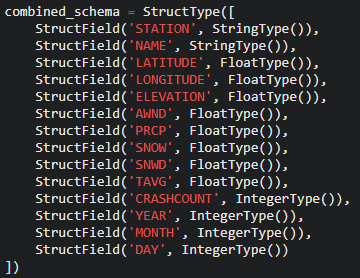 combined_schema = StructType([
    StructField('STATION', StringType()),
    StructField('NAME', StringType()),
    StructField('LATITUDE', FloatType()),
    StructField('LONGITUDE', FloatType()),
    StructField('ELEVATION', FloatType()),
    StructField('AWND', FloatType()),
    StructField('PRCP', FloatType()),
    StructField('SNOW', FloatType()),
    StructField('SNWD', FloatType()),
    StructField('TAVG', FloatType()),
    StructField('CRASHCOUNT', IntegerType()),
    StructField('YEAR', IntegerType()),
    StructField('MONTH', IntegerType()),
    StructField('DAY', IntegerType())
])